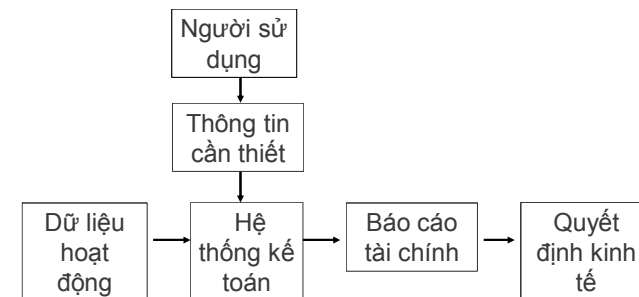 Người sử
dụng
Thông tin
cần thiết
Dữ liệu
hoạt
động
Hệ
thống kế
toán
Báo cáo
tài chính
Quyết
định kinh
tế